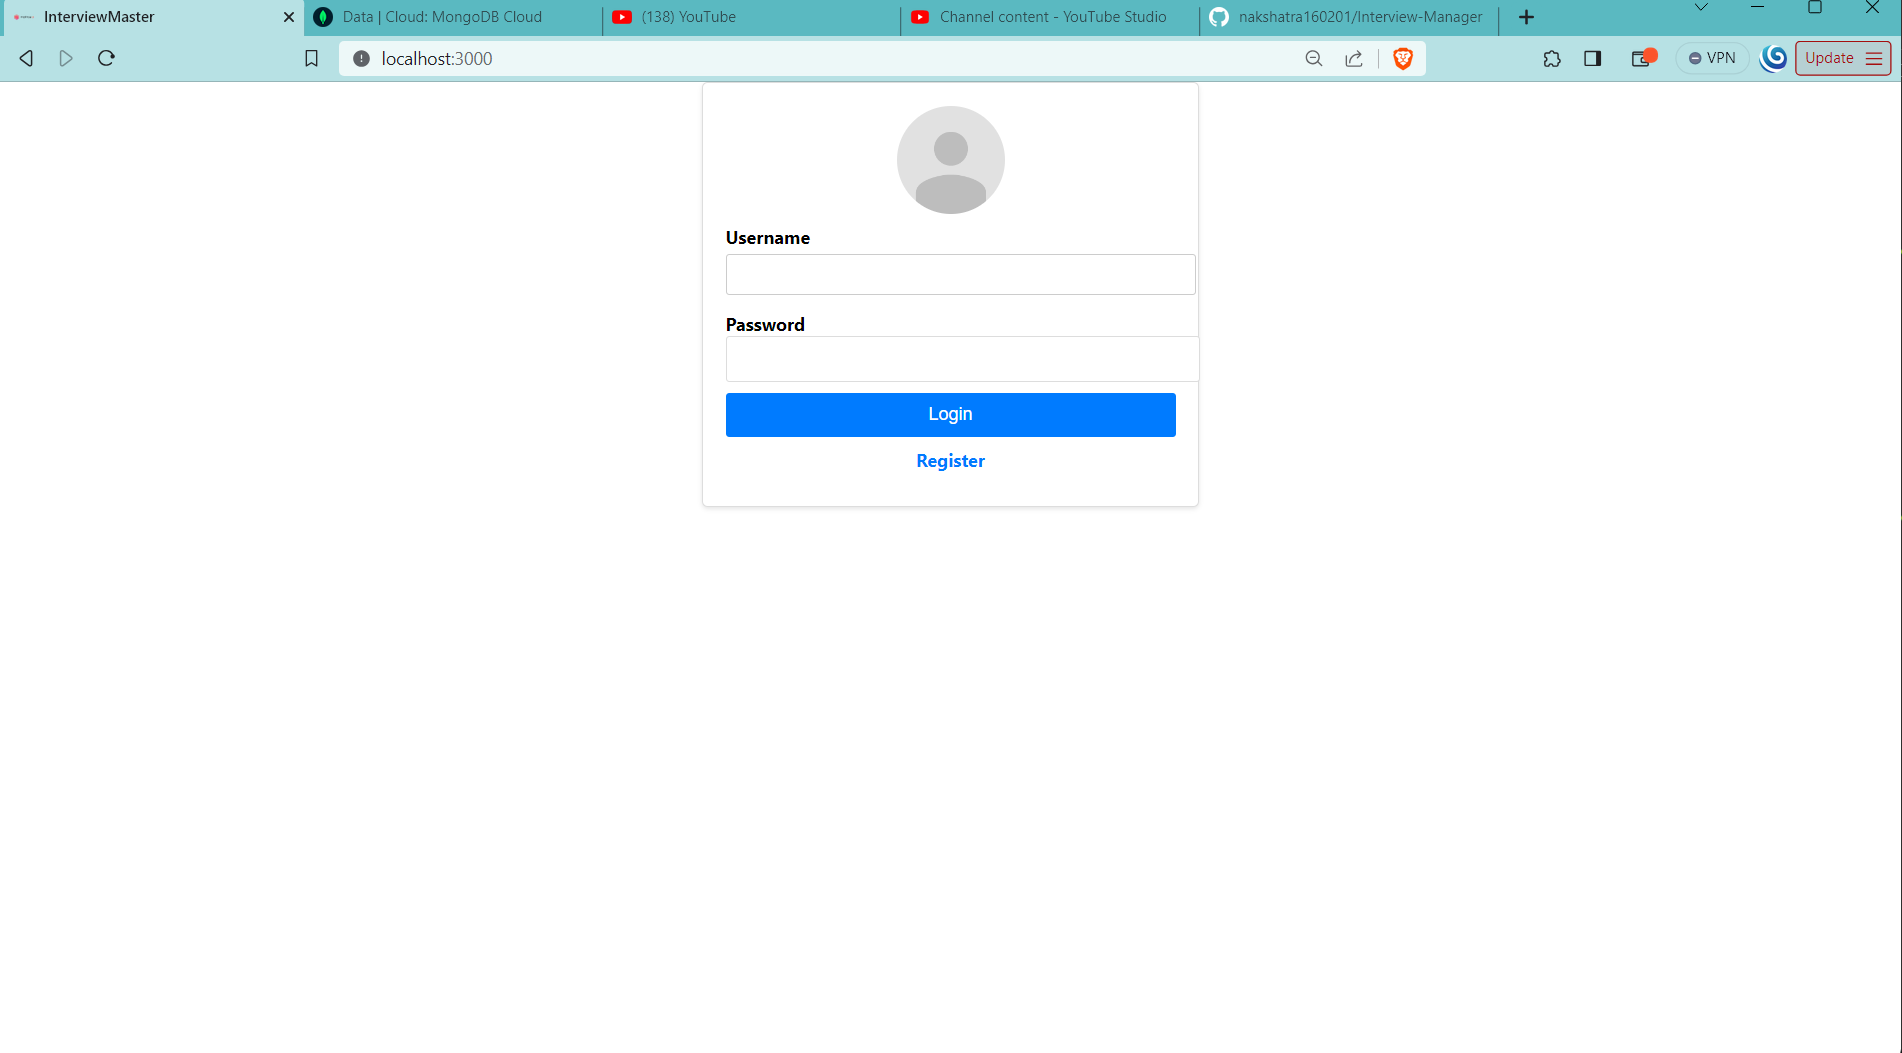 InterviewMaster
Data | Cloud: MongoDB Cloud
(138) YouTube
Channel content - YouTube Studio
nakshatra160201/Interview-Manager
localhost:3000
VPN
Update
Username
Password
Login
Register